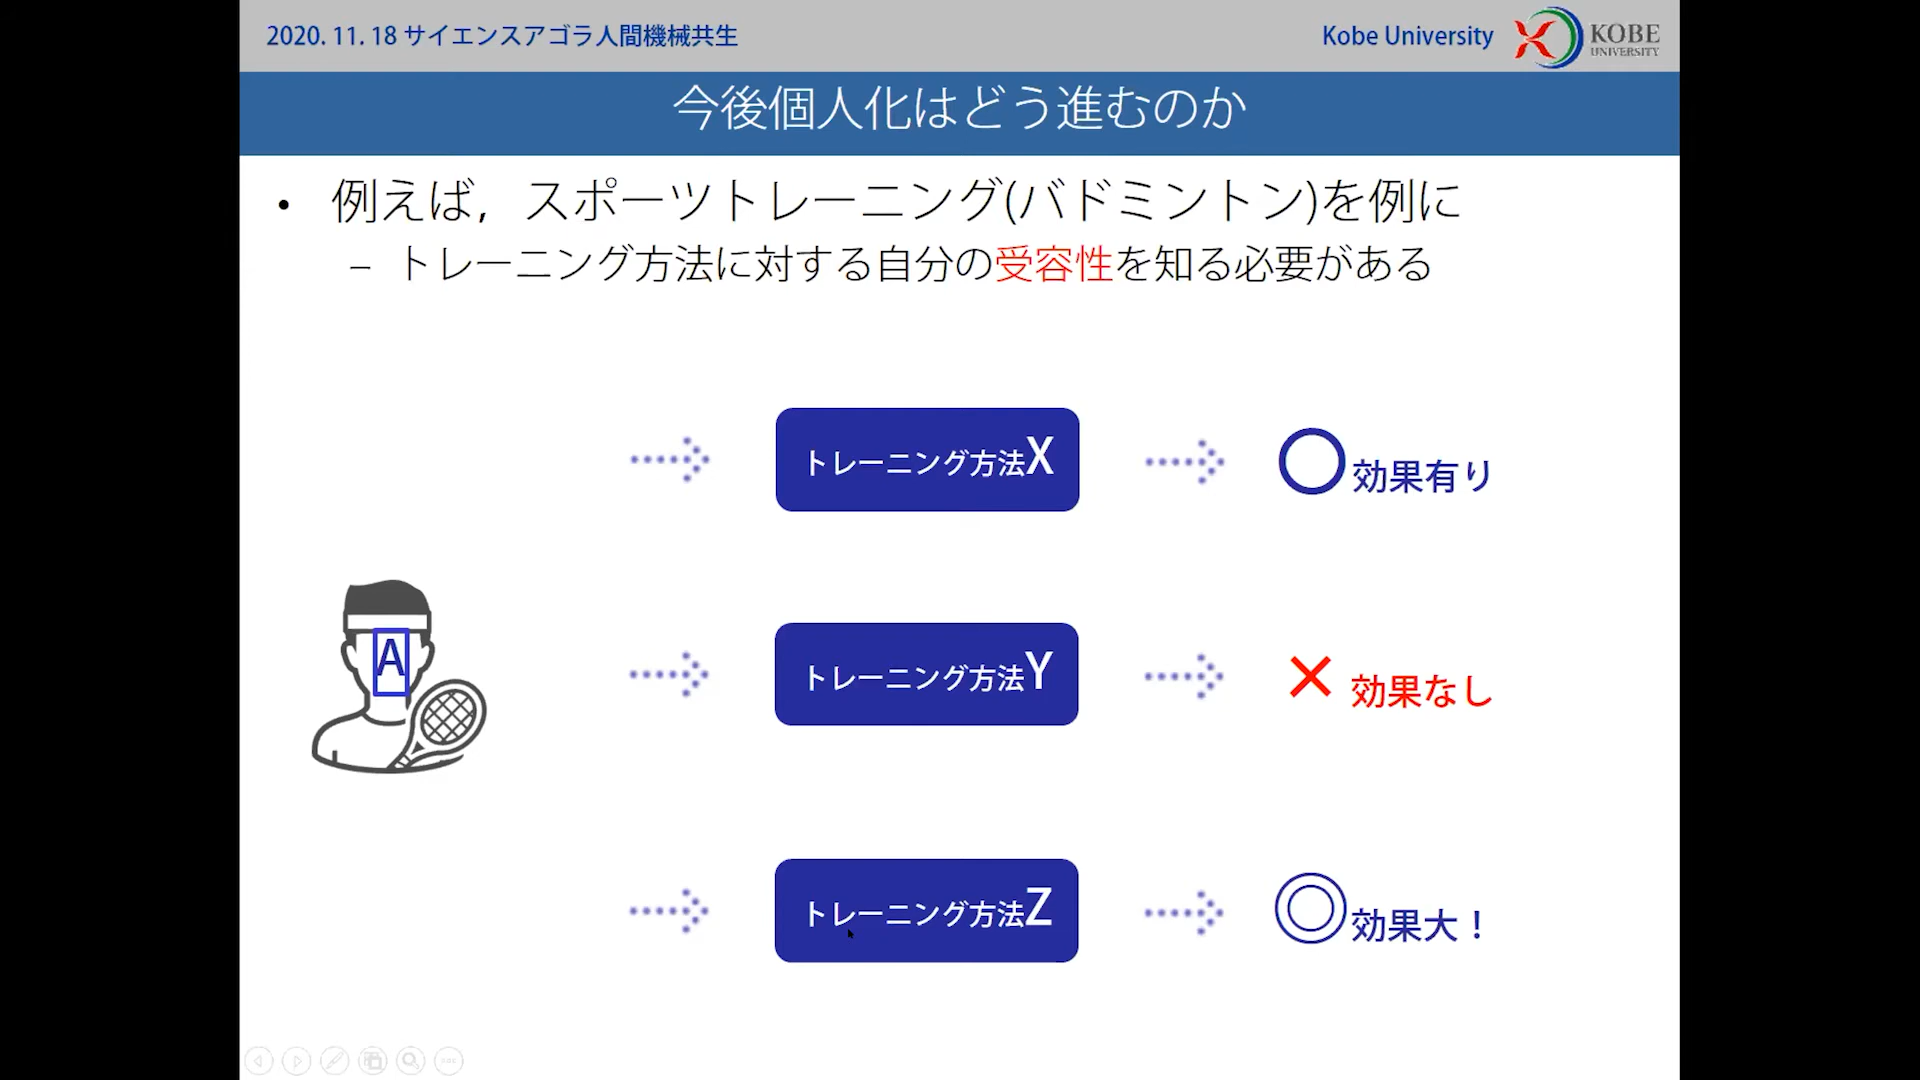 2020. 11. 18 サイエンスアゴラ人間機械共生
Kobe University
KOBE
UNIVERSITY
今後個人化はどう進むのか
• 例えば，スポーツトレーニング(バドミントン)を例に
– トレーニング方法に対する自分の受容性を知る必要がある
トレーニング方法X
効果有り
A
トレーニング方法Y
効果なし
トレーニング方法Z
効果大！